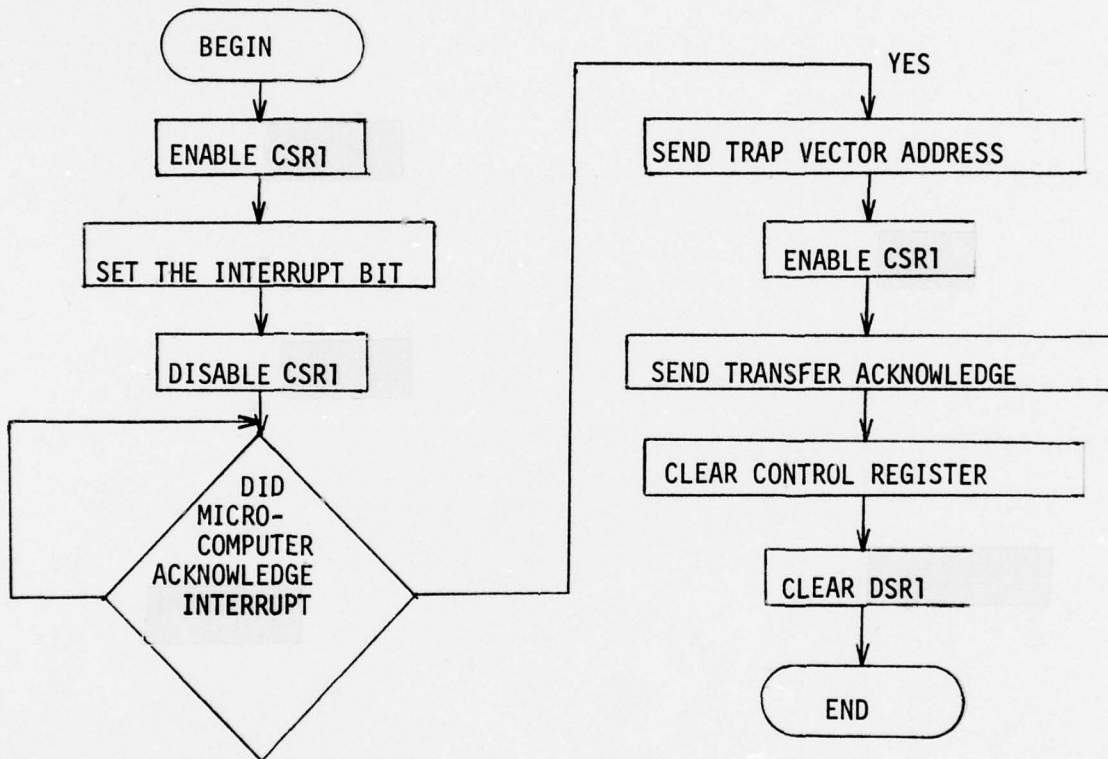 BEGIN
ENABLE CSR1
SET THE INTERRUPT BIT
DISABLE CSR1
DID
MICRO-
COMPUTER
ACKNOWLEDGE
INTERRUPT
YES
SEND TRAP VECTOR ADDRESS
ENABLE CSR1
SEND TRANSFER ACKNOWLEDGE
CLEAR CONTROL REGISTER
CLEAR DSR1
END